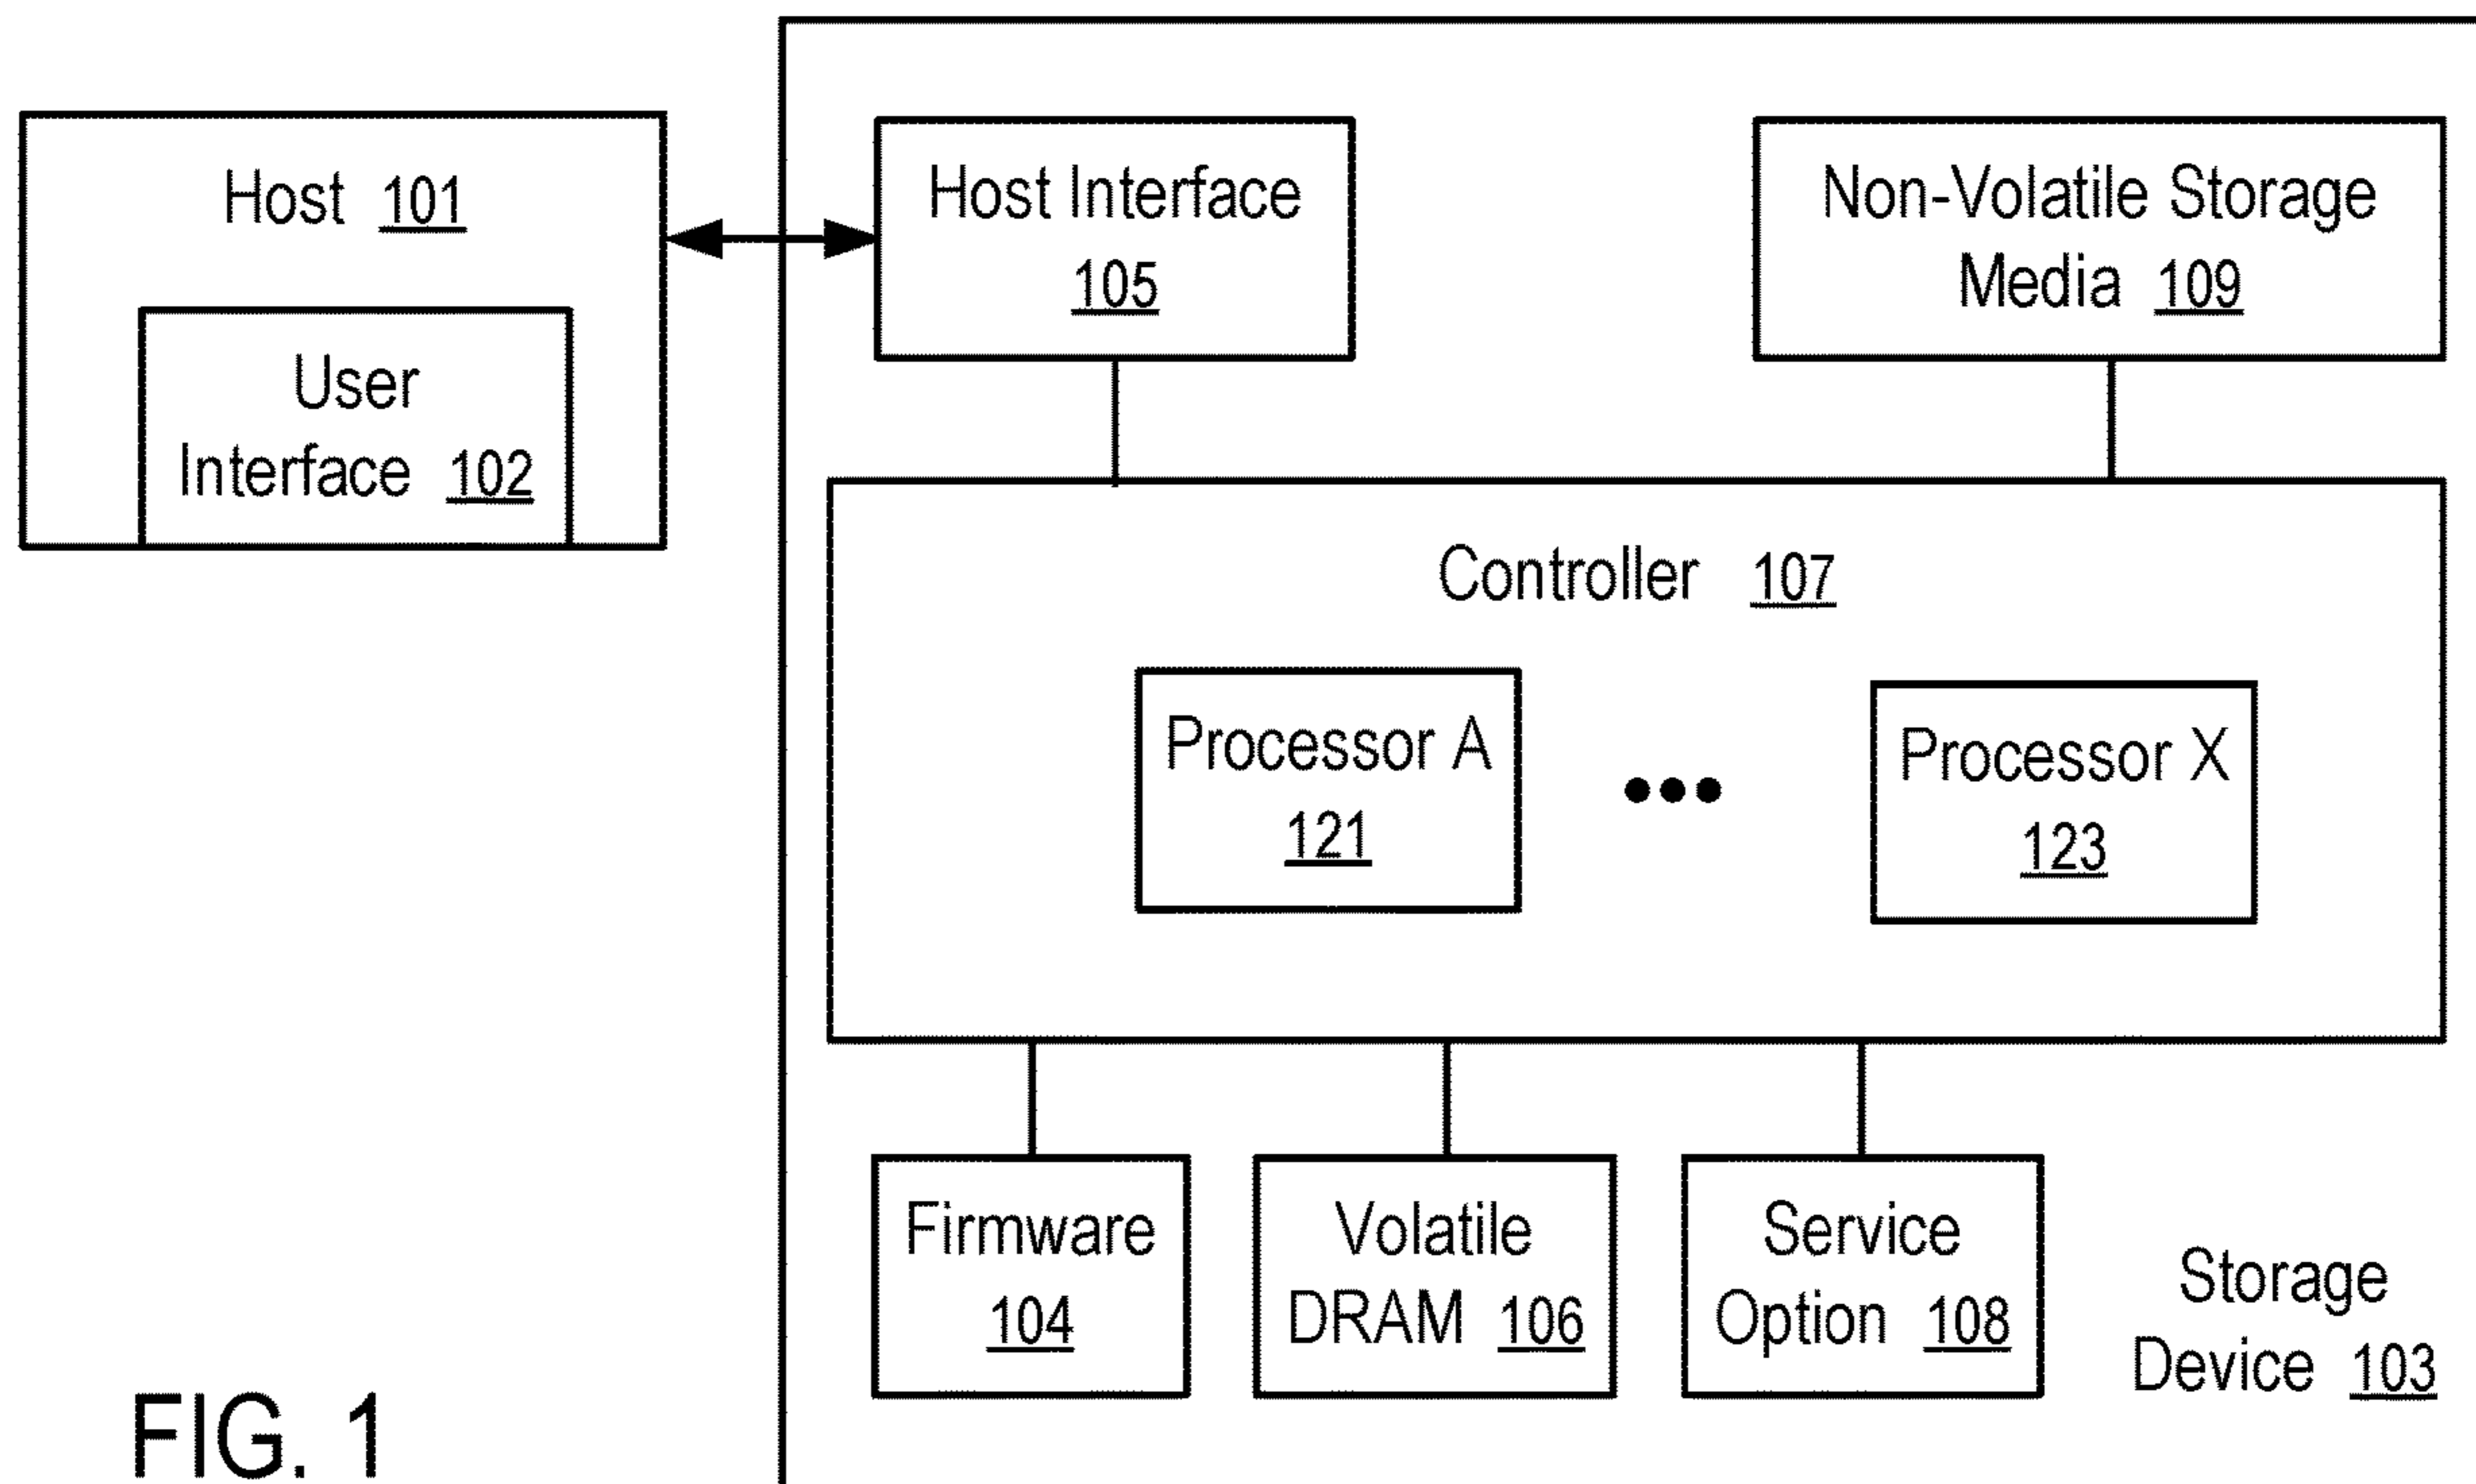 Host 101
User
Interface 102
Host Interface
105
Non-Volatile Storage
Media 109
Controller 107
Processor A
121
Processor X
123
Firmware
104
Volatile
DRAM 106
Service
Option 108
Storage
Device 103
FIG. 1